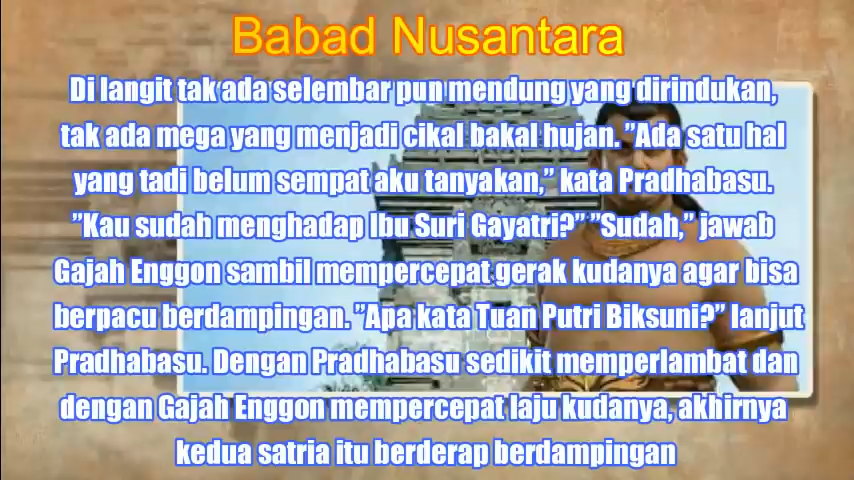 Babad Nusantara
Di langit tak ada selembar pun mendung yang dirindukan,
tak ada mega yang menjadi cikal bakal hujan. ”Ada satu hal
yang tadi belum sempat aku tanyakan,” kata Pradhabasu.
”Kau sudah menghadap Ibu Suri Gayatri?” ”Sudah,” jawab
Gajah Enggon sambil mempercepat gerak kudanya agar bisa
berpacu berdampingan. ”Apa kata Tuan Putri Biksuni?” lanjut
Pradhabasu. Dengan Pradhabasu sedikit memperlambat dan
dengan Gajah Enggon mempercepat laju kudanya, akhirnya
kedua satria itu berderap berdampingan